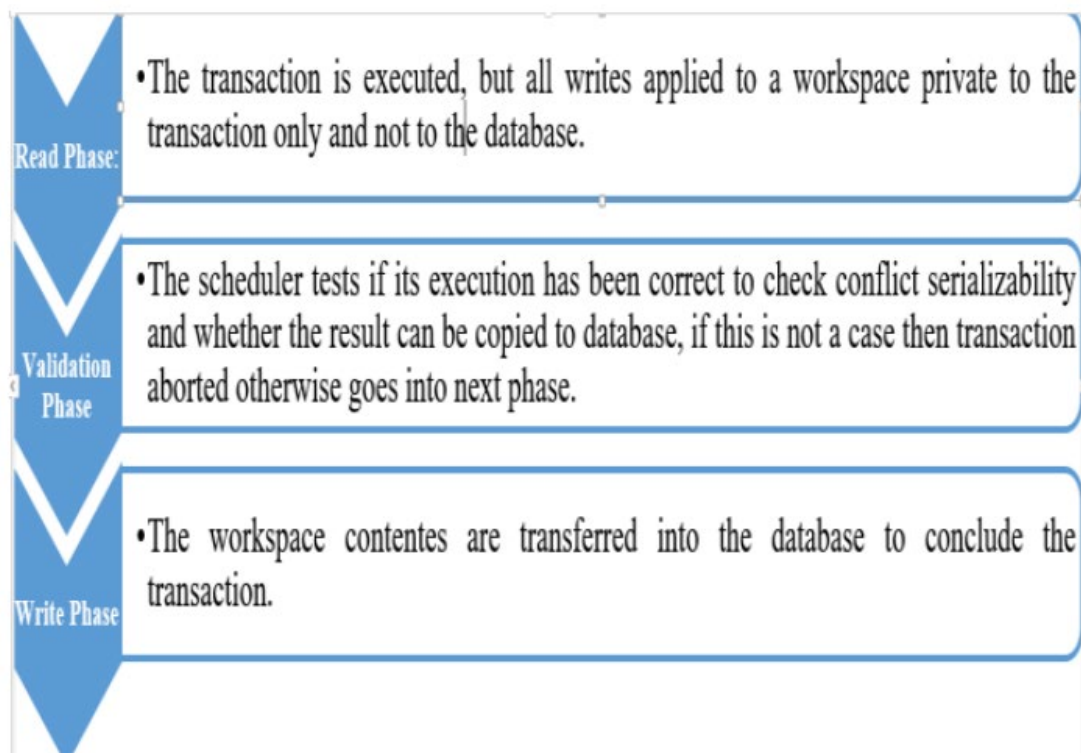 Read Phase:
•The transaction is executed, but all writes applied to a workspace private to the
transaction only and not to the database.
Validation
Phase
•The scheduler tests if its execution has been correct to check conflict serializability
and whether the result can be copied to database, if this is not a case then transaction
aborted otherwise goes into next phase.
Write Phase
•The workspace contentes are transferred into the database to conclude the
transaction.